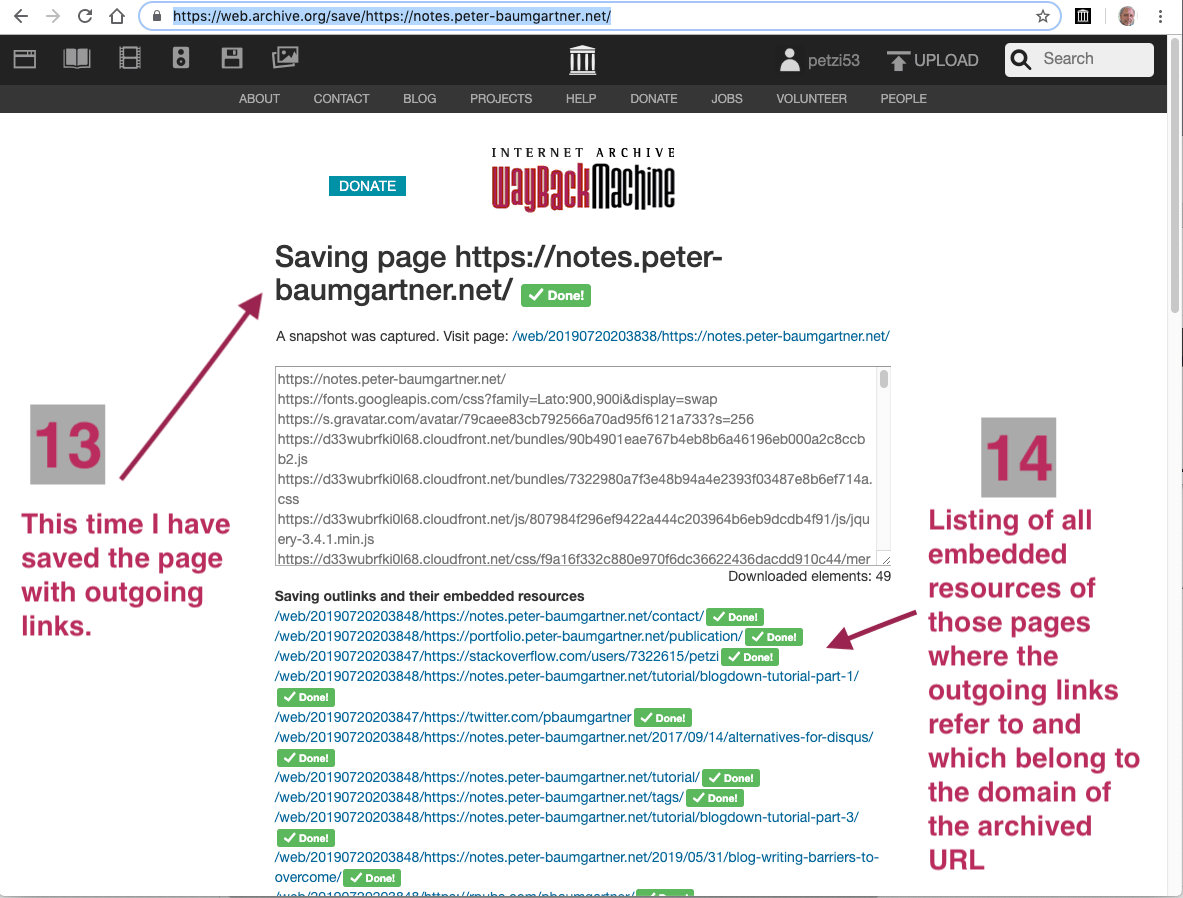 https://web.archive.org/save/https://notes.peter-baumgartner.net/
petzi53
UPLOAD
Search
ABOUT
CONTACT
BLOG
PROJECTS
HELP
DONATE
JOBS
VOLUNTEER
PEOPLE
INTERNET ARCHIVE
WayBackMachine
DONATE
Saving page https://notes.peter-
baumgartner.net/ Done!
A snapshot was captured. Visit page: /web/20190720203838/https://notes.peter-baumgartner.net/
https://notes.peter-baumgartner.net/
https://fonts.googleapis.com/css?family=Lato:900,900i&display=swap
https://s.gravatar.com/avatar/79caee83cb792566a70ad95f6121a733?s=256
https://d33wubrfki0l68.cloudfront.net/bundles/90b4901eae767b4eb8b6a46196eb000a2c8ccb
b2.js
https://d33wubrfki0l68.cloudfront.net/bundles/7322980a7f3e48b94a4e2393f03487e8b6ef714a.
css
https://d33wubrfki0l68.cloudfront.net/js/807984f296ef9422a444c203964b6eb9dcdb4f91/js/jqu
ery-3.4.1.min.js
https://d33wubrfki0l68.cloudfront.net/css/f9a16f332c880e970f6dc36622436dacdd910c44/mer
Downloaded elements: 49
Saving outlinks and their embedded resources
/web/20190720203848/https://notes.peter-baumgartner.net/contact/ Done!
/web/20190720203848/https://portfolio.peter-baumgartner.net/publication/ Done!
/web/20190720203847/https://stackoverflow.com/users/7322615/petzi Done!
/web/20190720203848/https://notes.peter-baumgartner.net/tutorial/blogdown-tutorial-part-1/
Done!
/web/20190720203847/https://twitter.com/pbaumgartner Done!
/web/20190720203848/https://notes.peter-baumgartner.net/2017/09/14/alternatives-for-disqus/
Done!
/web/20190720203848/https://notes.peter-baumgartner.net/tutorial/ Done!
/web/20190720203848/https://notes.peter-baumgartner.net/tags/ Done!
/web/20190720203848/https://notes.peter-baumgartner.net/tutorial/blogdown-tutorial-part-3/
Done!
/web/20190720203848/https://notes.peter-baumgartner.net/2019/05/31/blog-writing-barriers-to-
overcome/ Done!
/web/20190720203848/https://rpubs.com/pbaumgartner/ Done!
13
This time I have
saved the page
with outgoing
links.
14
Listing of all
embedded
resources of
those pages
where the
outgoing links
refer to and
which belong to
the domain of
the archived
URL